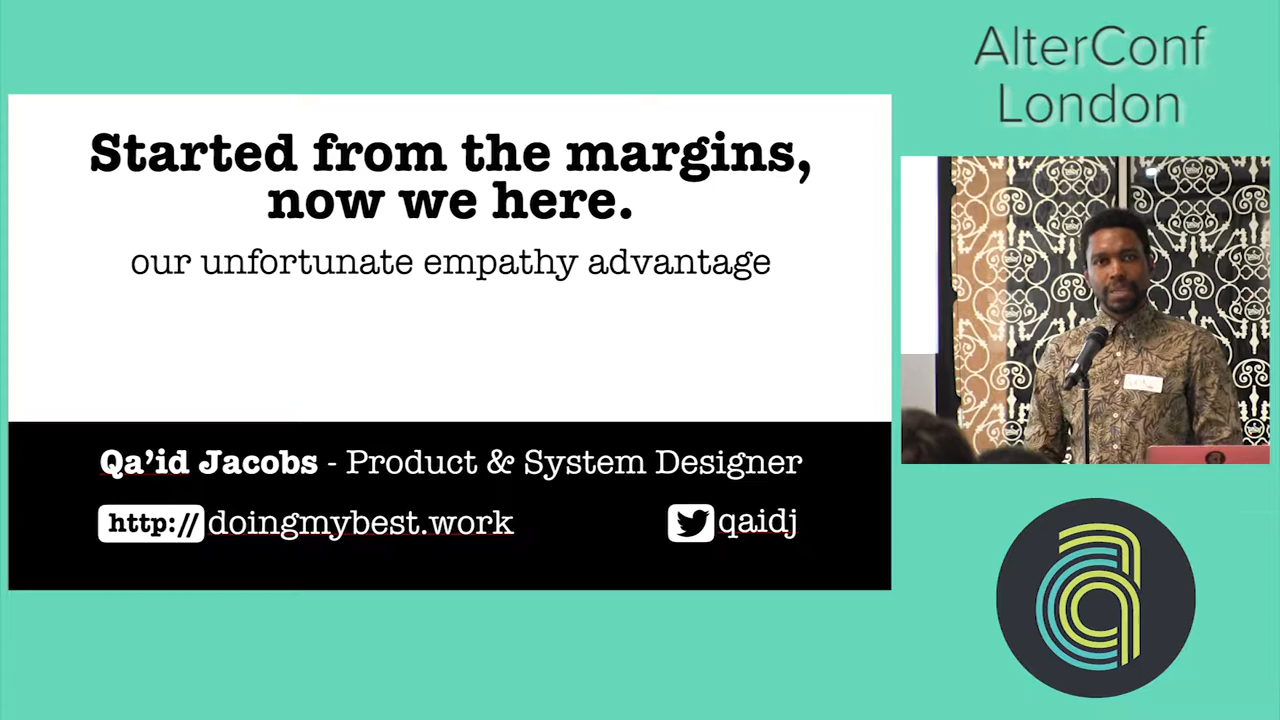 AlterConf
London
Started from the margins,
now we here.
our unfortunate empathy advantage
Qa'id Jacobs - Product & System Designer
http:// doingmybest.work
qaidj